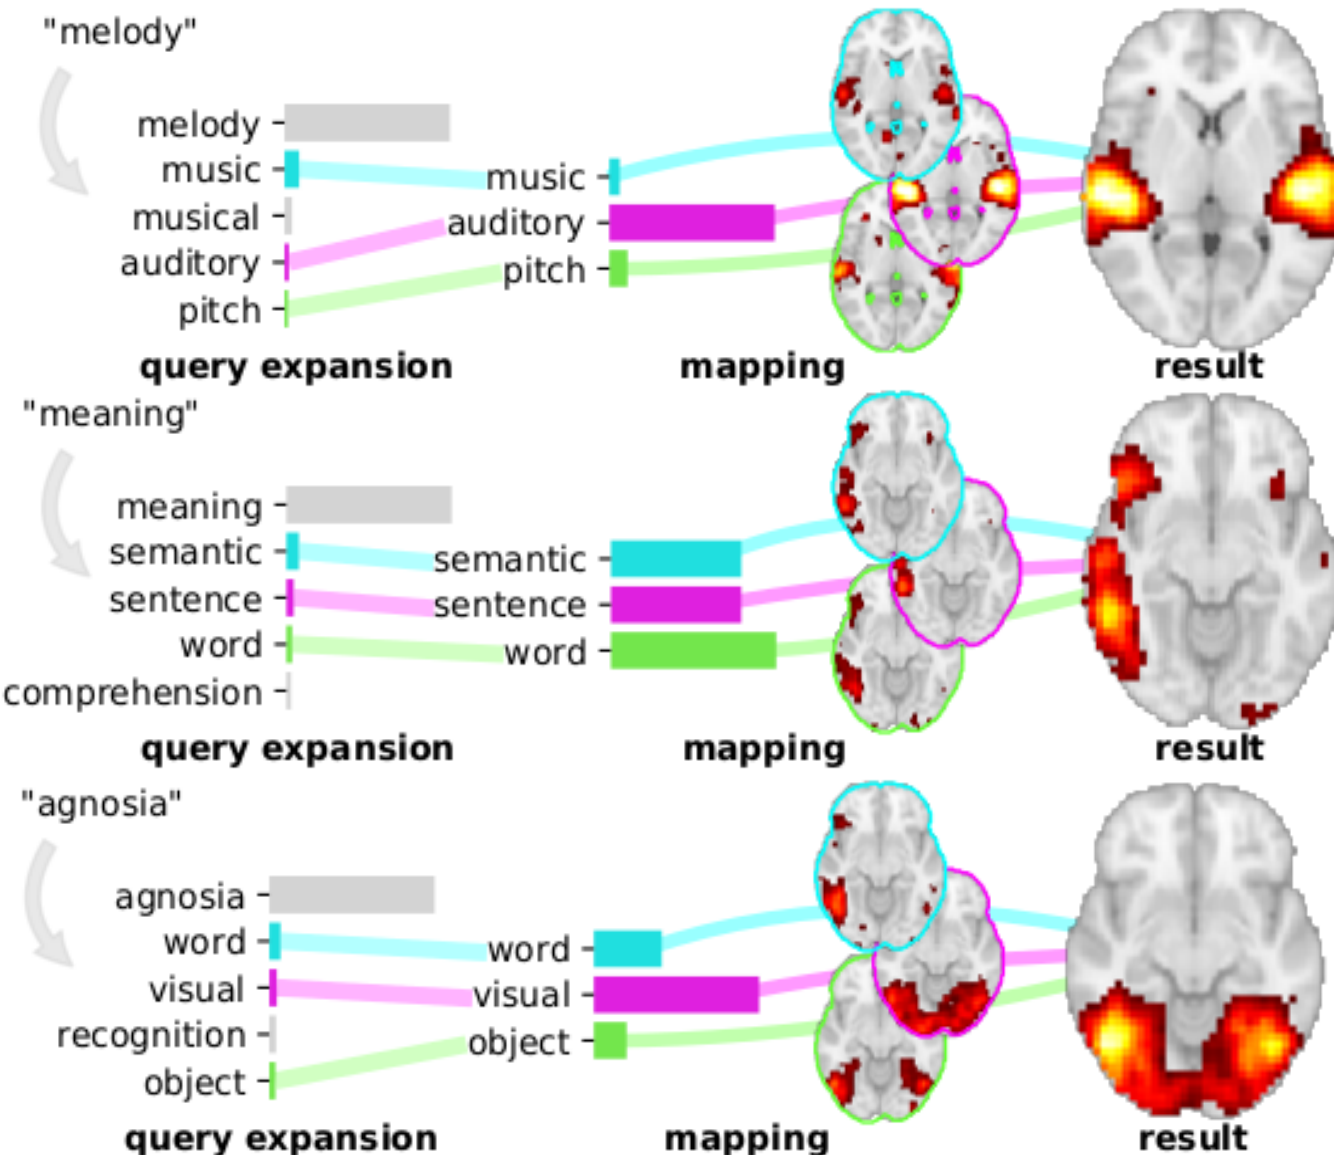 "melody"
melody
music
musical
auditory
pitch
music
auditory
pitch
query expansion
mapping
result
"meaning"
meaning
semantic
sentence
word
comprehension
semantic
sentence
word
query expansion
mapping
result
"agnosia"
agnosia
word
visual
recognition
object
word
visual
object
query expansion
mapping
result